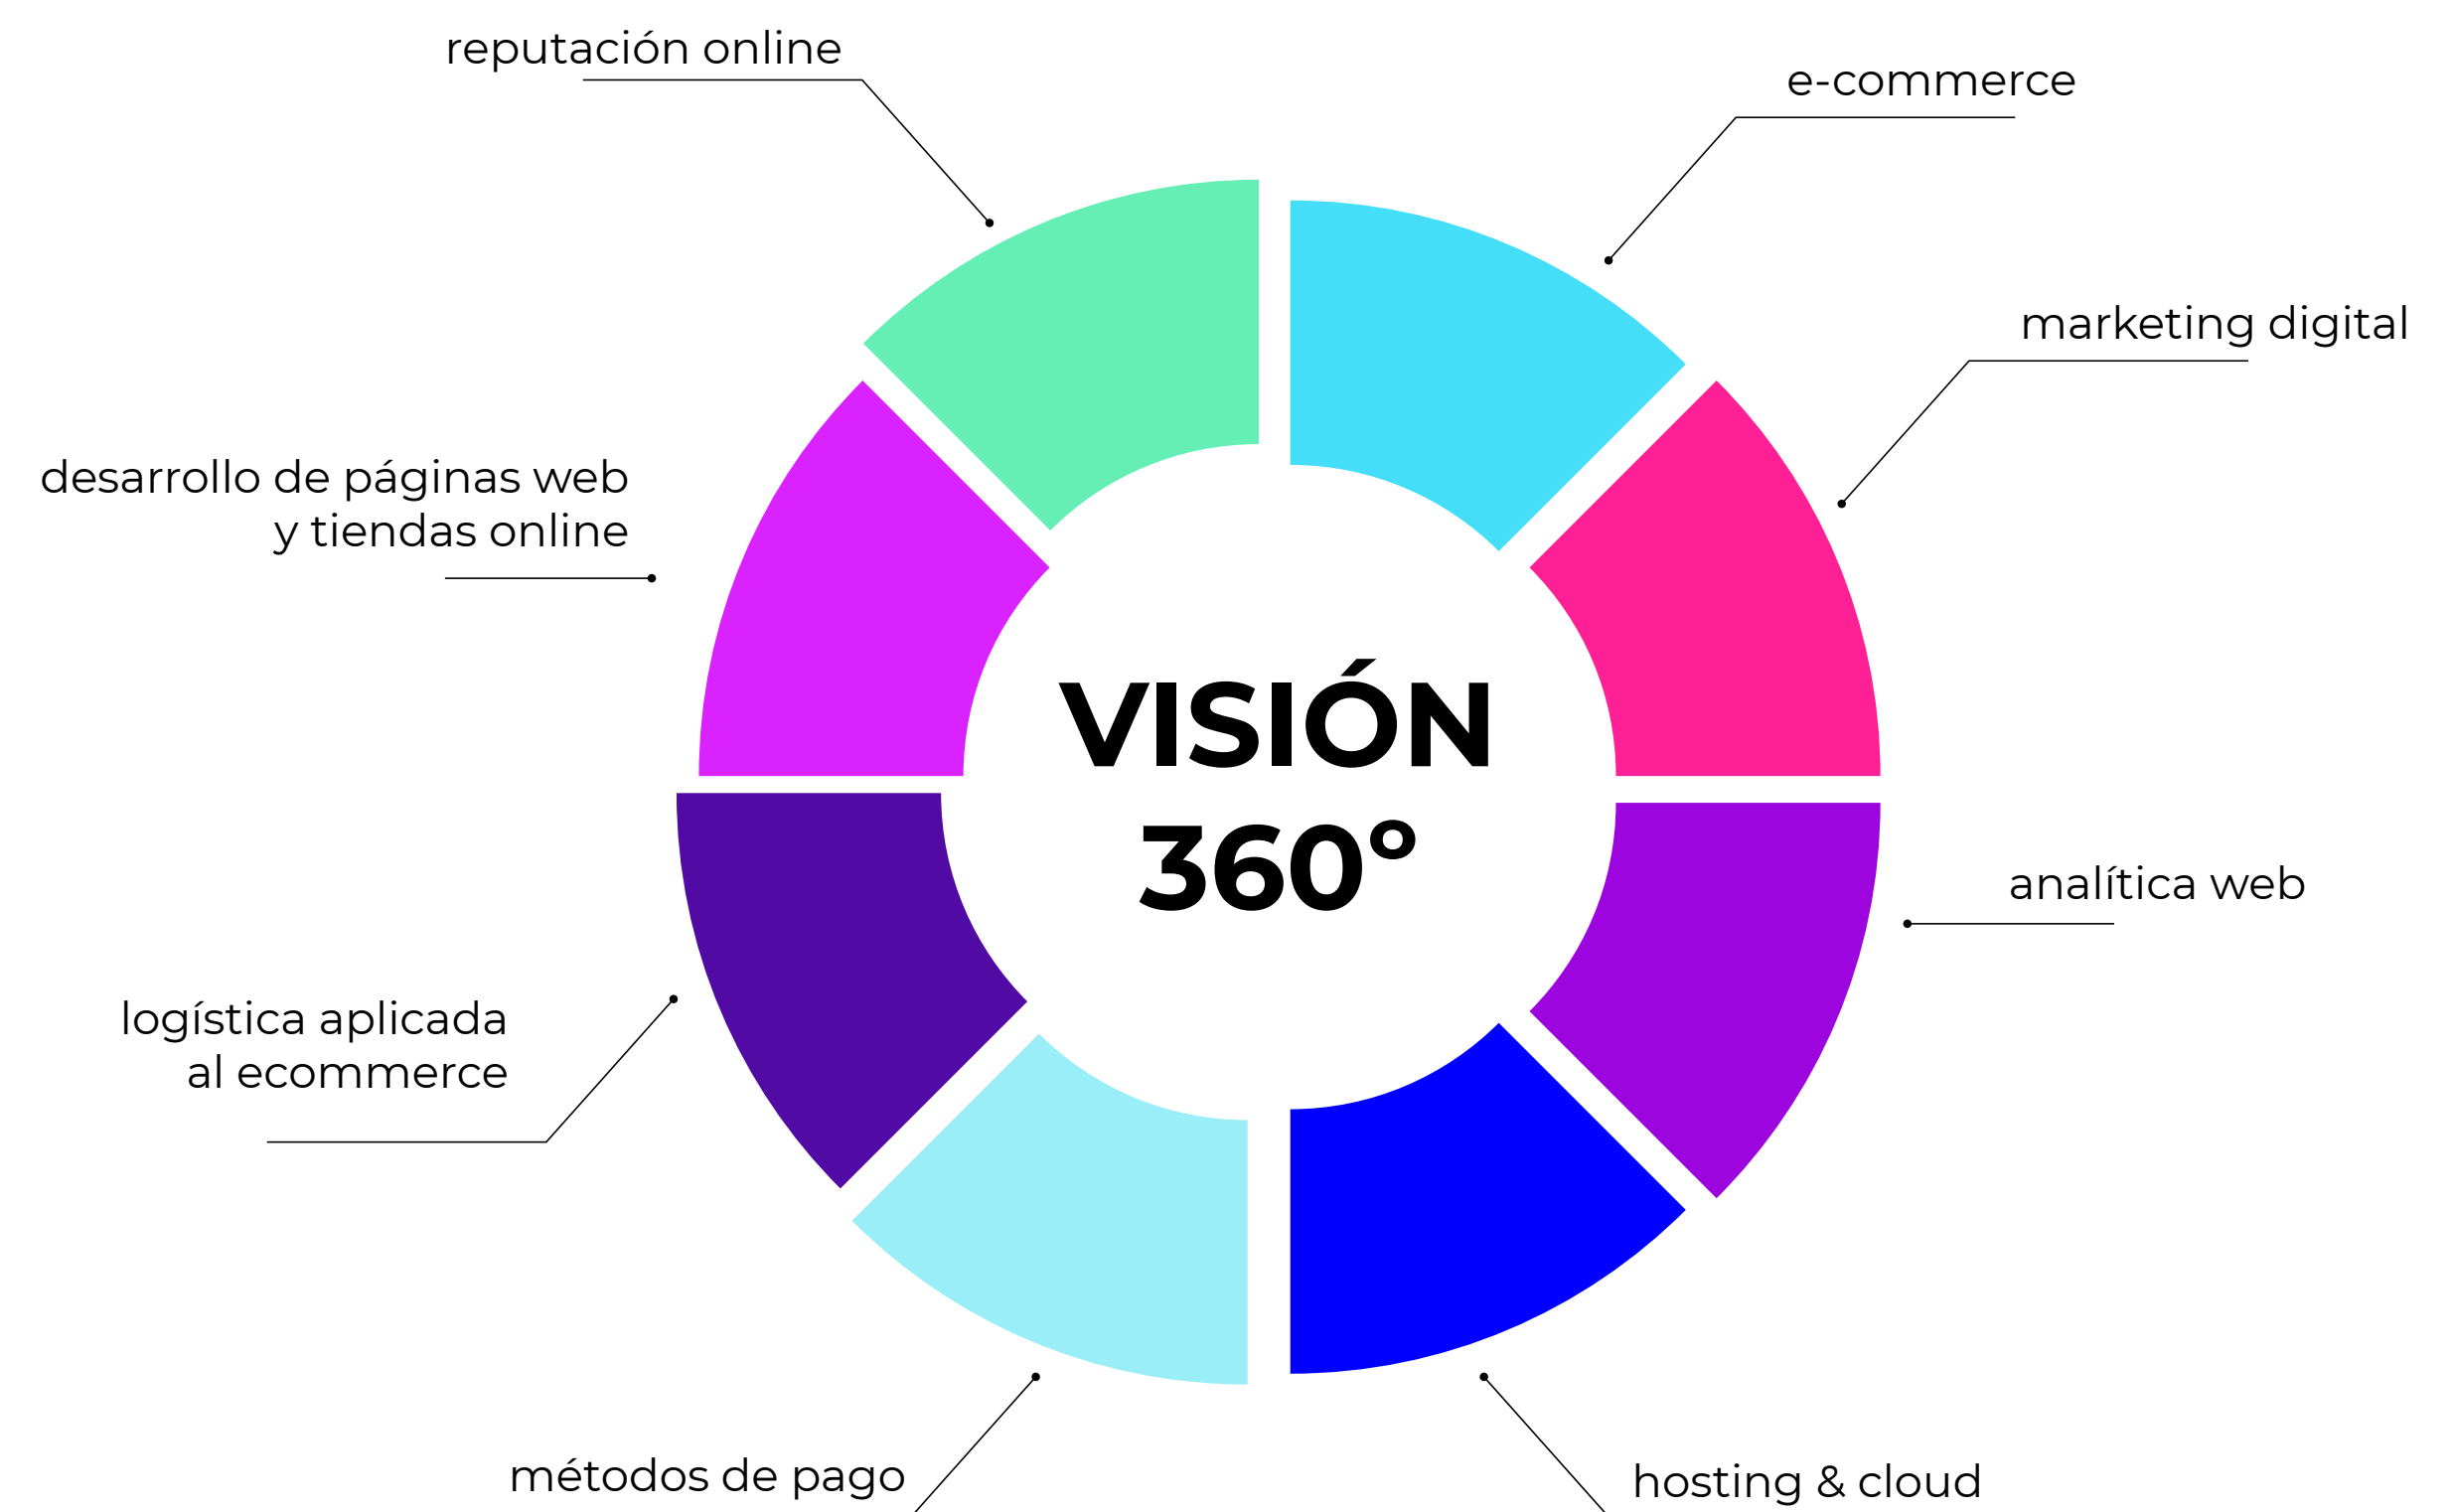 reputación online
e-commerce
marketing digital
desarrollo de páginas web
y tiendas online
VISIÓN
360°
analítica web
logística aplicada
al ecommerce
métodos de pago
hosting & cloud